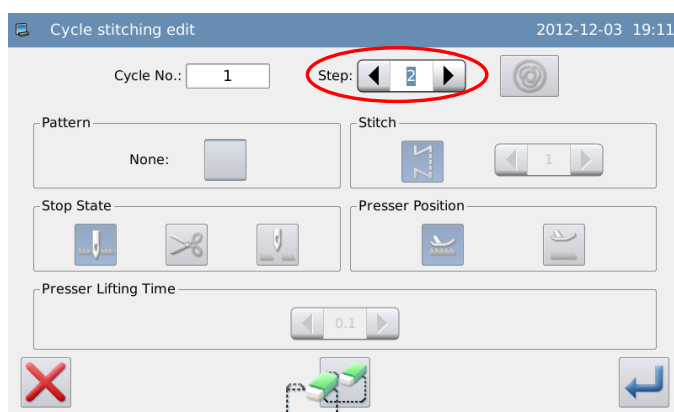 Cycle stitching edit 2012-12-03 19:11
Cycle No.: 1 Step: 2
Pattern Stitch
None: 1
Stop State Presser Position
Presser Lifting Time
0.1